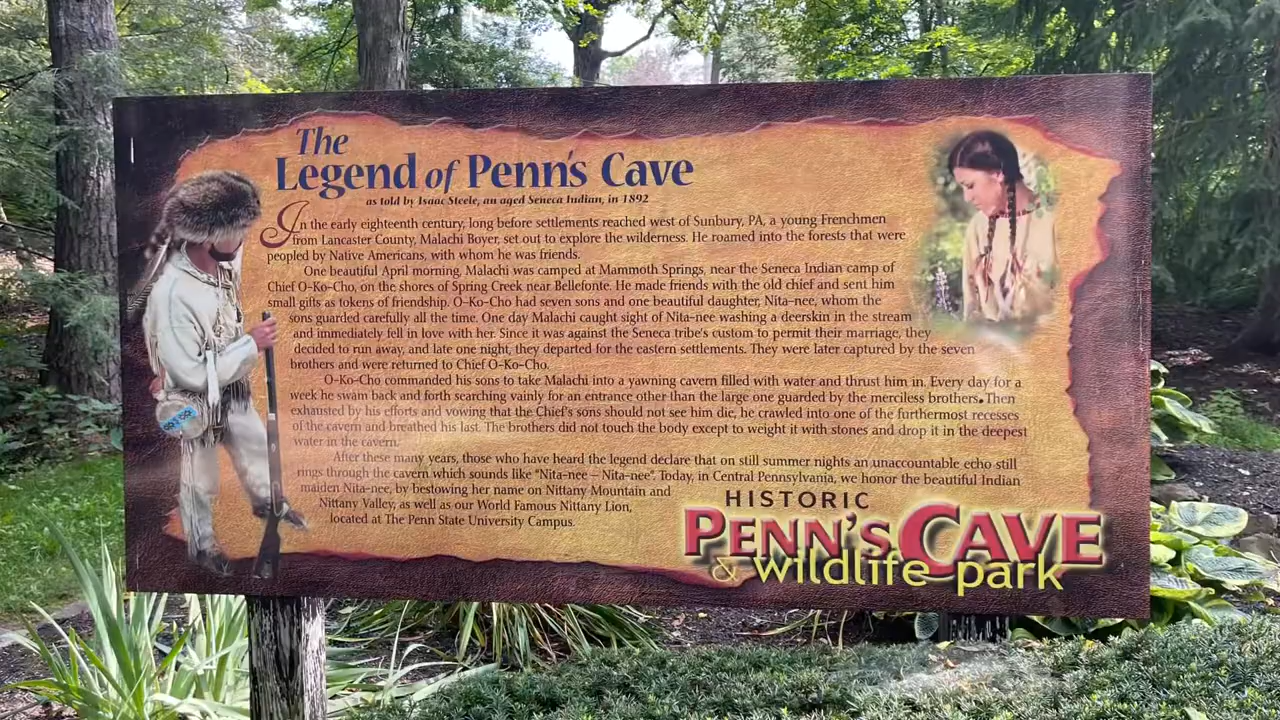 The
Legend of Penn's Cave
as told by Isaac Steele, an aged Seneca Indian, in 1892
In the early eighteenth century, long before settlements reached west of Sunbury, PA, a young Frenchmen
from Lancaster County, Malachi Boyer, set out to explore the wilderness. He roamed into the forests that were
peopled by Native Americans, with whom he was friends.
One beautiful April morning, Malachi was camped at Mammoth Springs, near the Seneca Indian camp of
Chief O-Ko-Cho, on the shores of Spring Creek near Bellefonte. He made friends with the old chief and sent him
small gifts as tokens of friendship. O-Ko-Cho had seven sons and one beautiful daughter, Nita-nee, whom the
sons guarded carefully all the time. One day Malachi caught sight of Nita-nee washing a deerskin in the stream
and immediately fell in love with her. Since it was against the Seneca tribe's custom to permit their marriage, they
decided to run away, and late one night, they departed for the eastern settlements. They were later captured by the seven
brothers and were returned to Chief O-Ko-Cho.
O-Ko-Cho commanded his sons to take Malachi into a yawning cavern filled with water and thrust him in. Every day for a
week he swam back and forth searching vainly for an entrance other than the large one guarded by the merciless brothers. Then
exhausted by his efforts and vowing that the Chief's sons should not see him die, he crawled into one of the furthermost recesses
of the cavern and breathed his last. The brothers did not touch the body except to weight it with stones and drop it in the deepest
water in the cavern.
After these many years, those who have heard the legend declare that on still summer nights an unaccountable echo still
rings through the cavern which sounds like "Nita-nee – Nita-nee". Today, in Central Pennsylvania, we honor the beautiful Indian
maiden Nita-nee, by bestowing her name on Nittany Mountain and
Nittany Valley, as well as our World Famous Nittany Lion,
located at The Penn State University Campus.
HISTORIC
PENN'S CAVE
& wildlife park